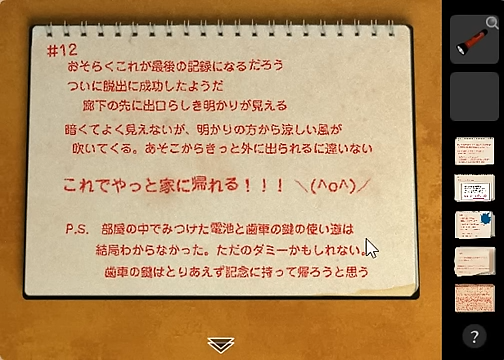 #12
おそらくこれが最後の記録になるだろう
ついに脱出に成功したようだ
廊下の先に出口らしき明かりが見える
暗くてよく見えないが、明かりの方から涼しい風が
吹いてくる。あそこからきっと外に出られるに違いない
これでやっと家に帰れる！！！ ＼(^o^)／
P.S. 部屋の中でみつけた電池と歯車の鍵の使い道は
結局わからなかった。ただのダミーかもしれない。
歯車の鍵はとりあえず記念に持って帰ろうと思う
?